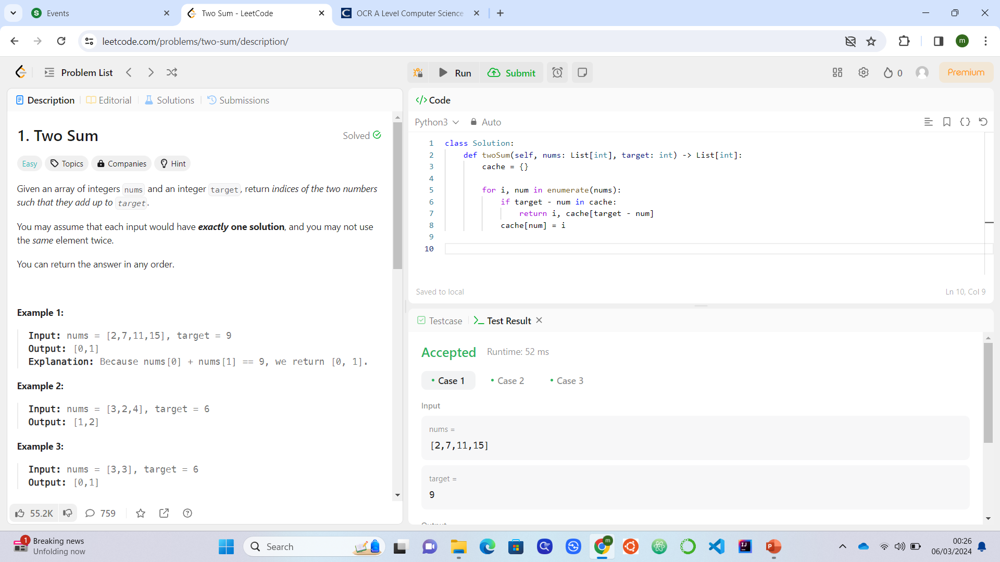 Events
Two Sum - LeetCode
OCR A Level Computer Science
leetcode.com/problems/two-sum/description/
m
Problem List
Run
Submit
0
Premium
Description
Editorial
Solutions
Submissions
1. Two Sum
Solved
Easy
Topics
Companies
Hint
Given an array of integers nums and an integer target, return indices of the two numbers
such that they add up to target.
You may assume that each input would have exactly one solution, and you may not use
the same element twice.
You can return the answer in any order.
Example 1:
Input: nums = [2,7,11,15], target = 9
Output: [0,1]
Explanation: Because nums[0] + nums[1] == 9, we return [0, 1].
Example 2:
Input: nums = [3,2,4], target = 6
Output: [1,2]
Example 3:
Input: nums = [3,3], target = 6
Output: [0,1]
55.2K
759
</> Code
Python3
Auto
1 class Solution:
2 def twoSum(self, nums: List[int], target: int) -> List[int]:
3 cache = {}
4
5 for i, num in enumerate(nums):
6 if target - num in cache:
7 return i, cache[target - num]
8 cache[num] = i
9
10
Saved to local
Ln 10, Col 9
Testcase
>_ Test Result
Accepted
Runtime: 52 ms
• Case 1
• Case 2
• Case 3
Input
nums =
[2,7,11,15]
target =
9
Output
1
Breaking news
Unfolding now
Search
m
00:26
06/03/2024